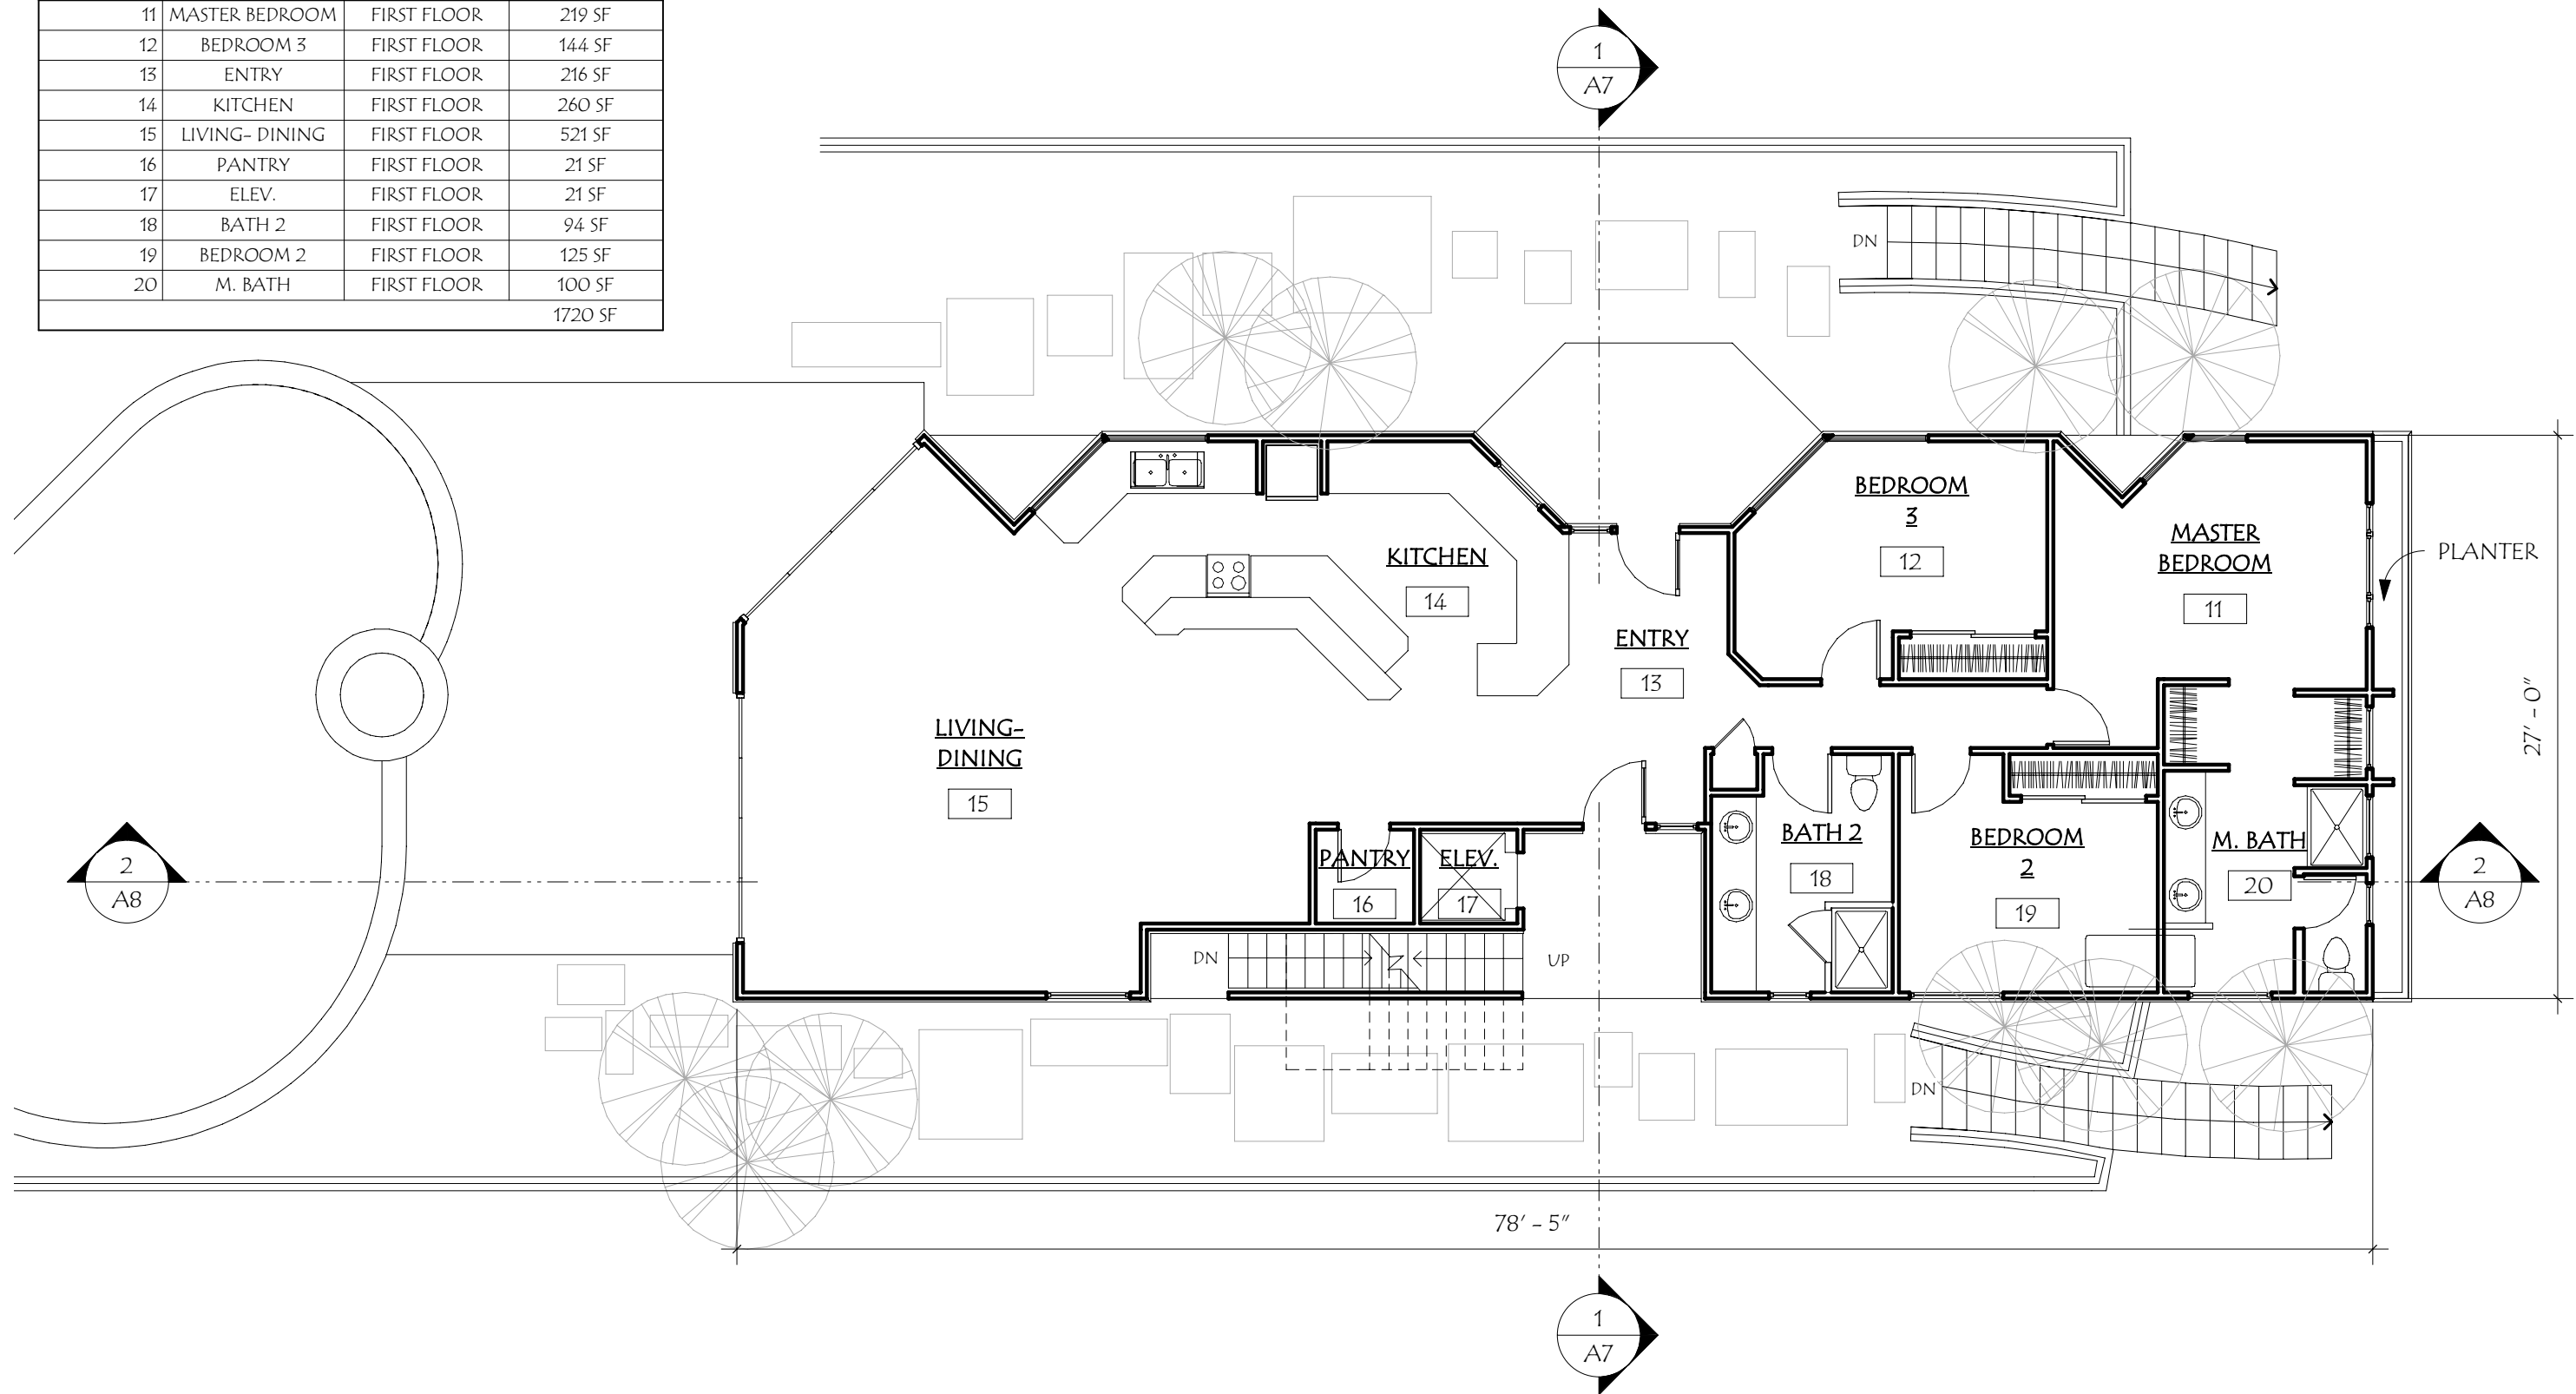 11 MASTER BEDROOM FIRST FLOOR 219 SF
12 BEDROOM 3 FIRST FLOOR 144 SF
13 ENTRY FIRST FLOOR 216 SF
14 KITCHEN FIRST FLOOR 260 SF
15 LIVING- DINING FIRST FLOOR 521 SF
16 PANTRY FIRST FLOOR 21 SF
17 ELEV. FIRST FLOOR 21 SF
18 BATH 2 FIRST FLOOR 94 SF
19 BEDROOM 2 FIRST FLOOR 125 SF
20 M. BATH FIRST FLOOR 100 SF
1720 SF
1
A7
DN
BEDROOM
3
12
MASTER
BEDROOM
11
PLANTER
KITCHEN
14
ENTRY
13
LIVING-
DINING
15
27' - 0"
PANTRY
16
ELEV.
17
BATH 2
18
BEDROOM
2
19
M. BATH
20
2
A8
2
A8
DN
UP
DN
78' - 5"
1
A7